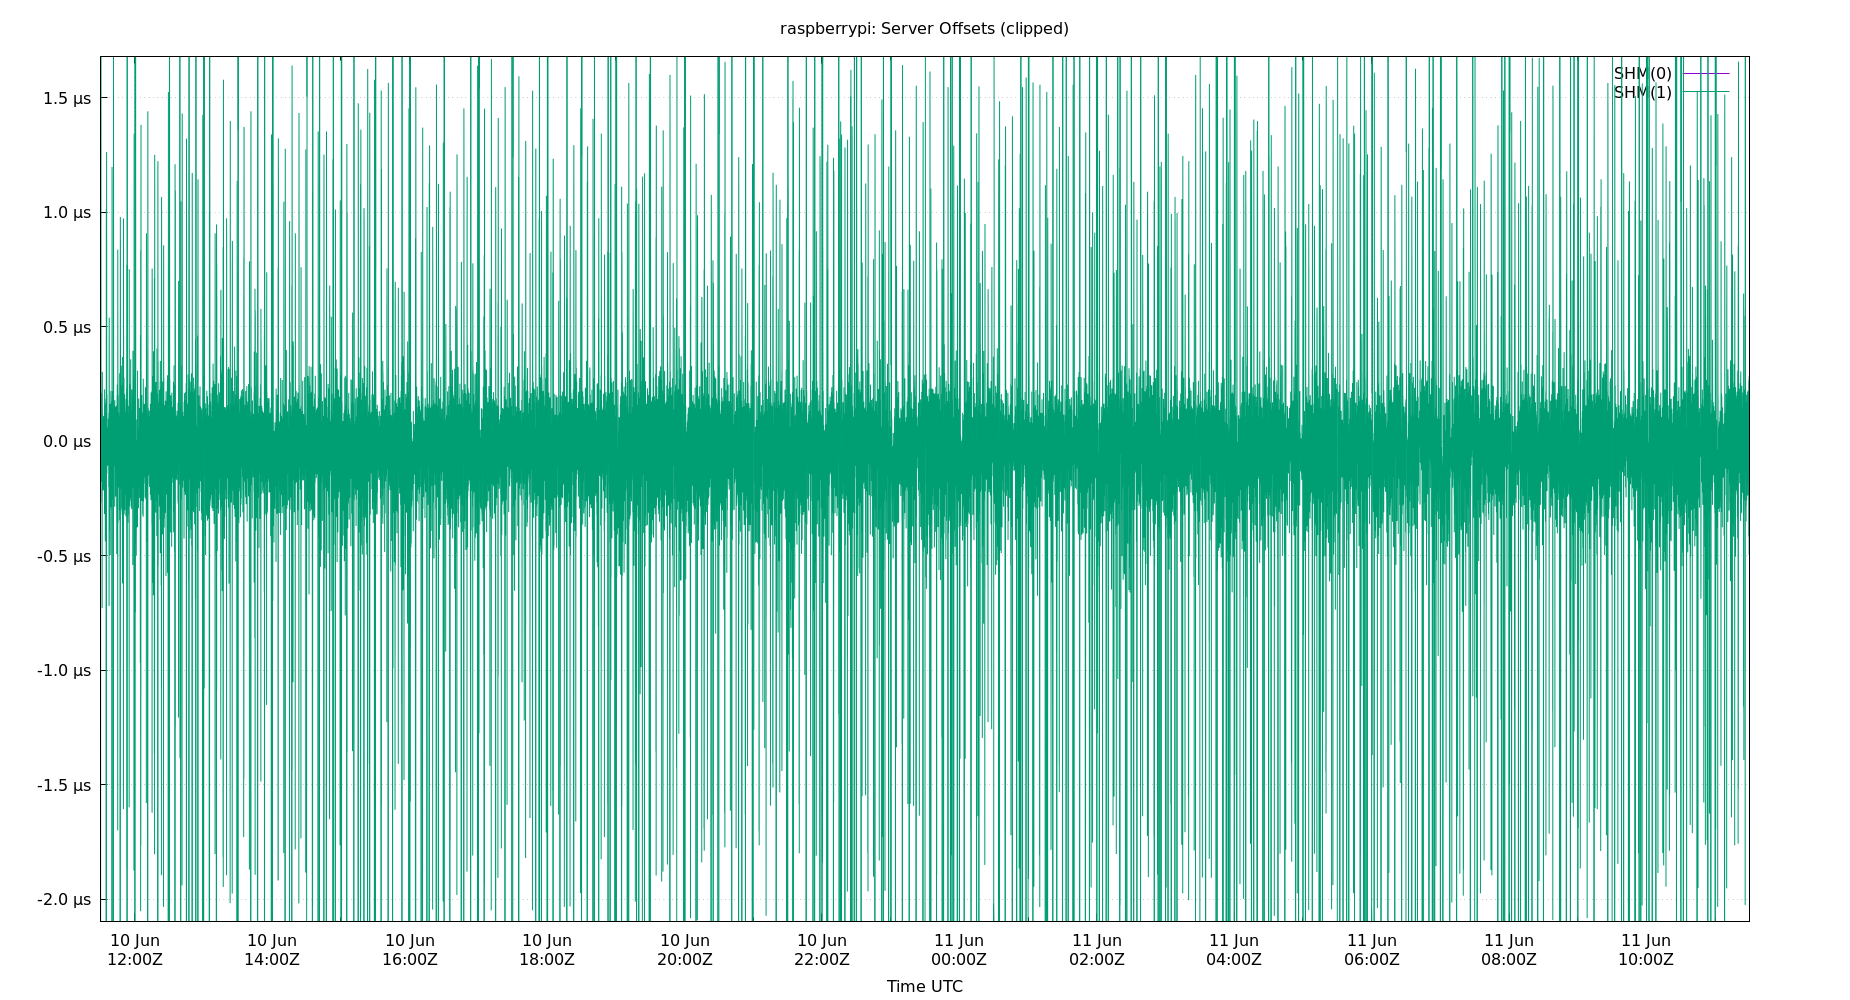 raspberrypi: Server Offsets (clipped)
SHM(0)
SHM(1)
1.5 µs
1.0 µs
0.5 µs
0.0 µs
-0.5 µs
-1.0 µs
-1.5 µs
-2.0 µs
10 Jun 10 Jun 10 Jun 10 Jun 10 Jun 10 Jun 11 Jun 11 Jun 11 Jun 11 Jun 11 Jun 11 Jun
12:00Z 14:00Z 16:00Z 18:00Z 20:00Z 22:00Z 00:00Z 02:00Z 04:00Z 06:00Z 08:00Z 10:00Z
Time UTC